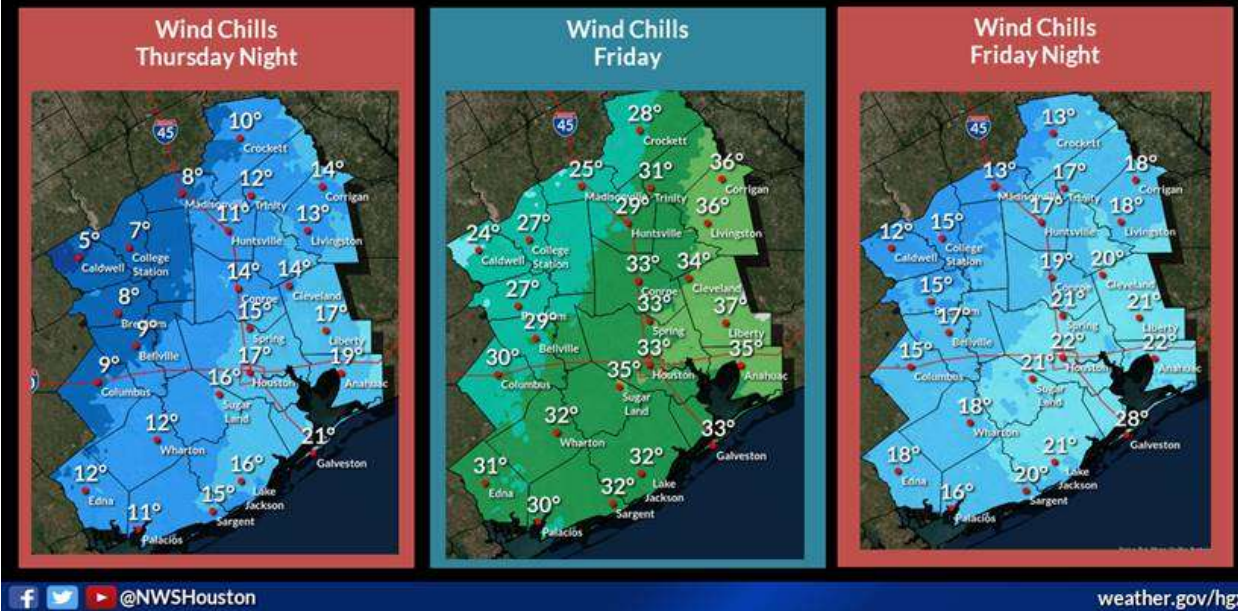 Wind Chills
Thursday Night
45
10°
Crockett
8°
Madisonville
12°
Trinity
14°
Corrigan
11°
Huntsville
13°
Livingston
5°
Caldwell
7°
College
Station
14°
Conroe
14°
Cleveland
8°
Brenham
15°
Spring
17°
Liberty
9°
Bellville
17°
Houston
19°
Anahuac
9°
Columbus
16°
Sugar
Land
12°
Wharton
21°
Galveston
12°
Edna
16°
Lake
Jackson
15°
Sargent
11°
Palacios
Wind Chills
Friday
45
28°
Crockett
25°
Madisonville
31°
Trinity
36°
Corrigan
29°
Huntsville
36°
Livingston
24°
Caldwell
27°
College
Station
33°
Conroe
34°
Cleveland
27°
33°
Spring
37°
Liberty
29°
Bellville
33°
Houston
35°
Anahuac
30°
Columbus
35°
Sugar
Land
32°
Wharton
33°
Galveston
31°
Edna
32°
Lake
Jackson
32°
Sargent
30°
Palacios
Wind Chills
Friday Night
45
13°
Crockett
13°
Madisonville
17°
Trinity
18°
Corrigan
17°
Huntsville
18°
Livingston
12°
Caldwell
15°
College
Station
19°
Conroe
20°
Cleveland
15°
Brenham
21°
Spring
21°
Liberty
17°
Bellville
22°
Houston
22°
Anahuac
15°
Columbus
21°
Sugar
Land
18°
Wharton
28°
Galveston
18°
Edna
21°
Lake
Jackson
20°
Sargent
16°
Palacios
@NWSHouston
weather.gov/hg